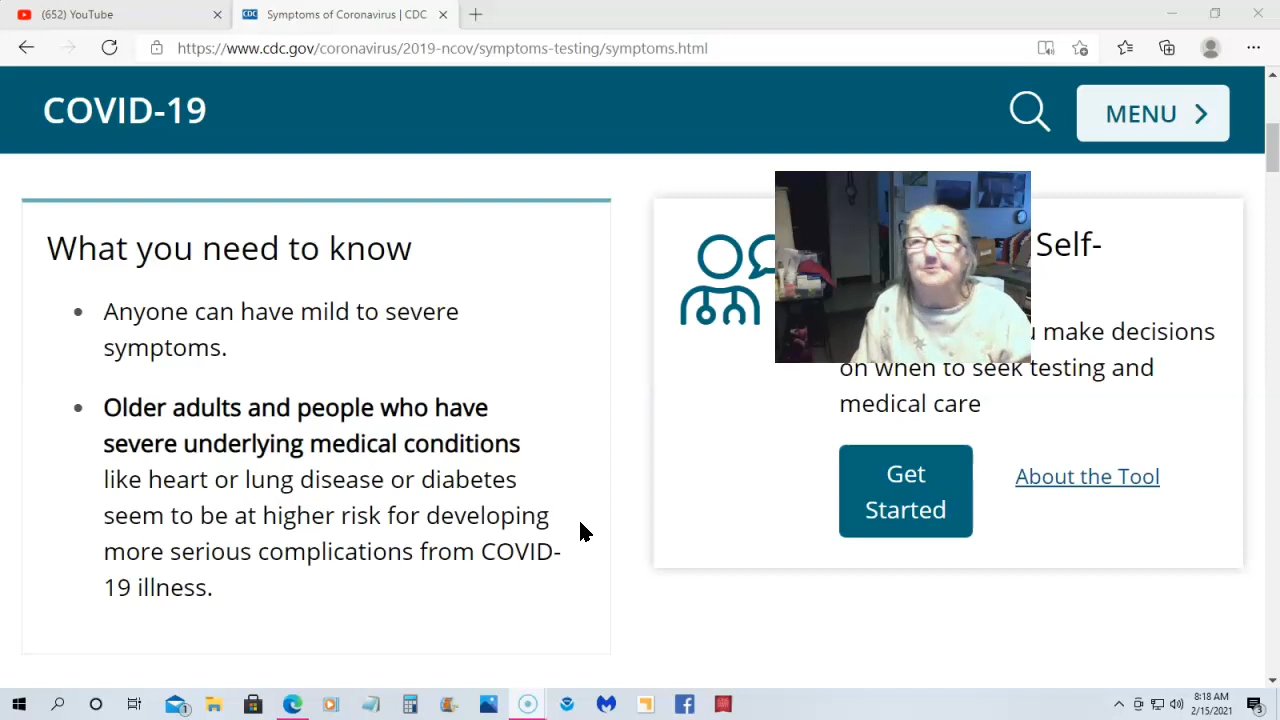 (652) YouTube
CDC Symptoms of Coronavirus | CDC
https://www.cdc.gov/coronavirus/2019-ncov/symptoms-testing/symptoms.html
COVID-19
MENU
What you need to know
Anyone can have mild to severe
symptoms.
Older adults and people who have
severe underlying medical conditions
like heart or lung disease or diabetes
seem to be at higher risk for developing
more serious complications from COVID-
19 illness.
Self-
make decisions
on when to seek testing and
medical care
Get
Started
About the Tool
1
8:18 AM
2/15/2021
3